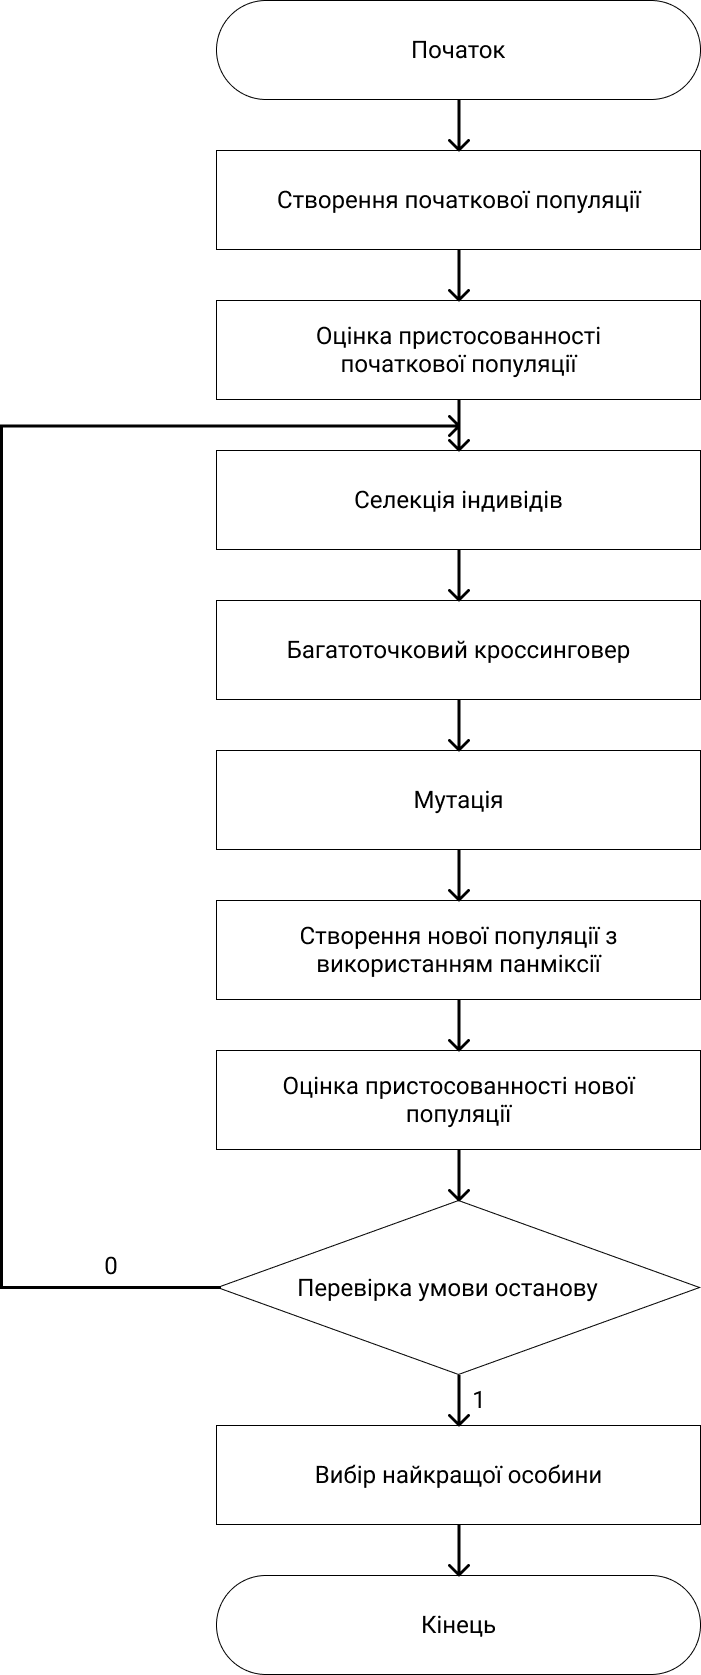 Початок
Створення початкової популяції
Оцінка пристосованності
початкової популяції
Селекція індивідів
Багатоточковий кроссинговер
Мутація
Створення нової популяції з
використанням панміксії
Оцінка пристосованності нової
популяції
0
Перевірка умови останову
1
Вибір найкращої особини
Кінець